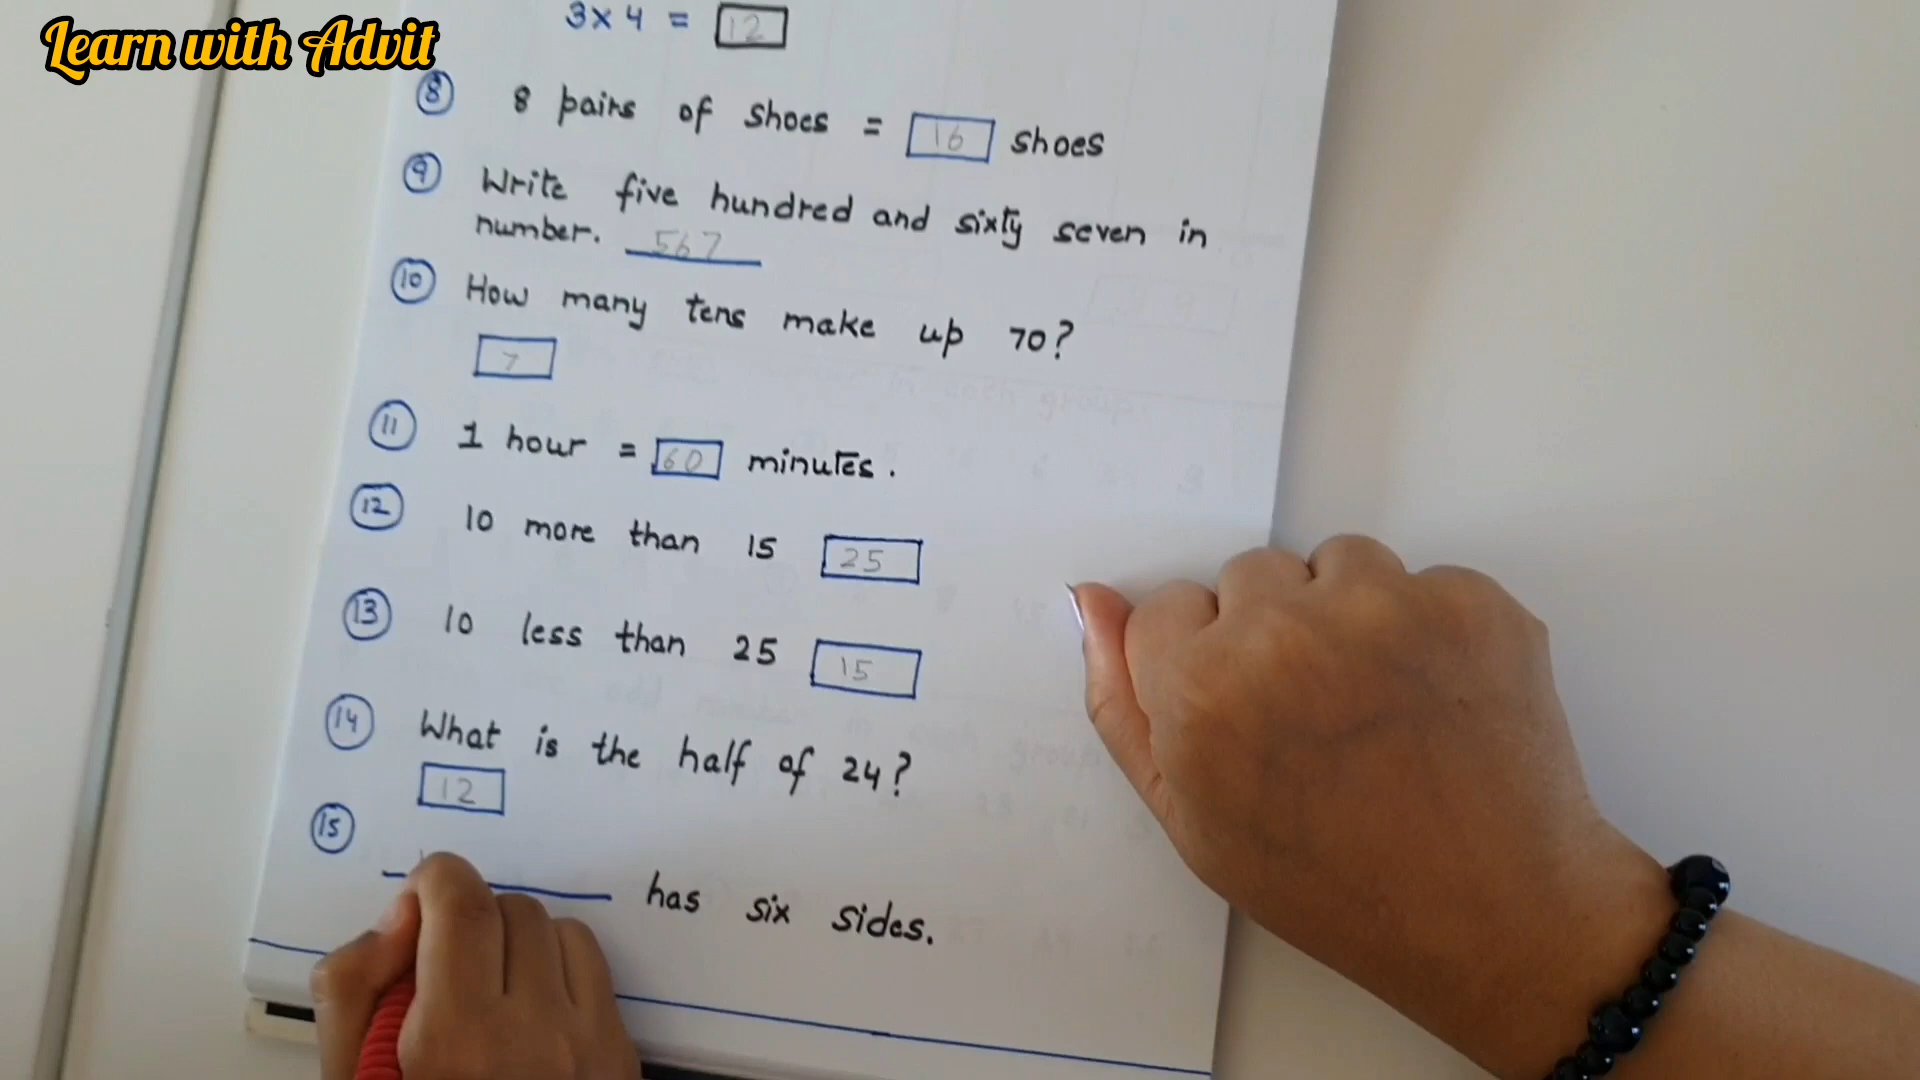 Learn with Advit
3 x 4 = 12
8 8 pairs of shoes = 16 shoes
9 Write five hundred and sixty seven in
number. 567
10 How many tens make up 70?
7
11 1 hour = 60 minutes.
12 10 more than 15 25
13 10 less than 25 15
14 What is the half of 24?
12
15 has six sides.